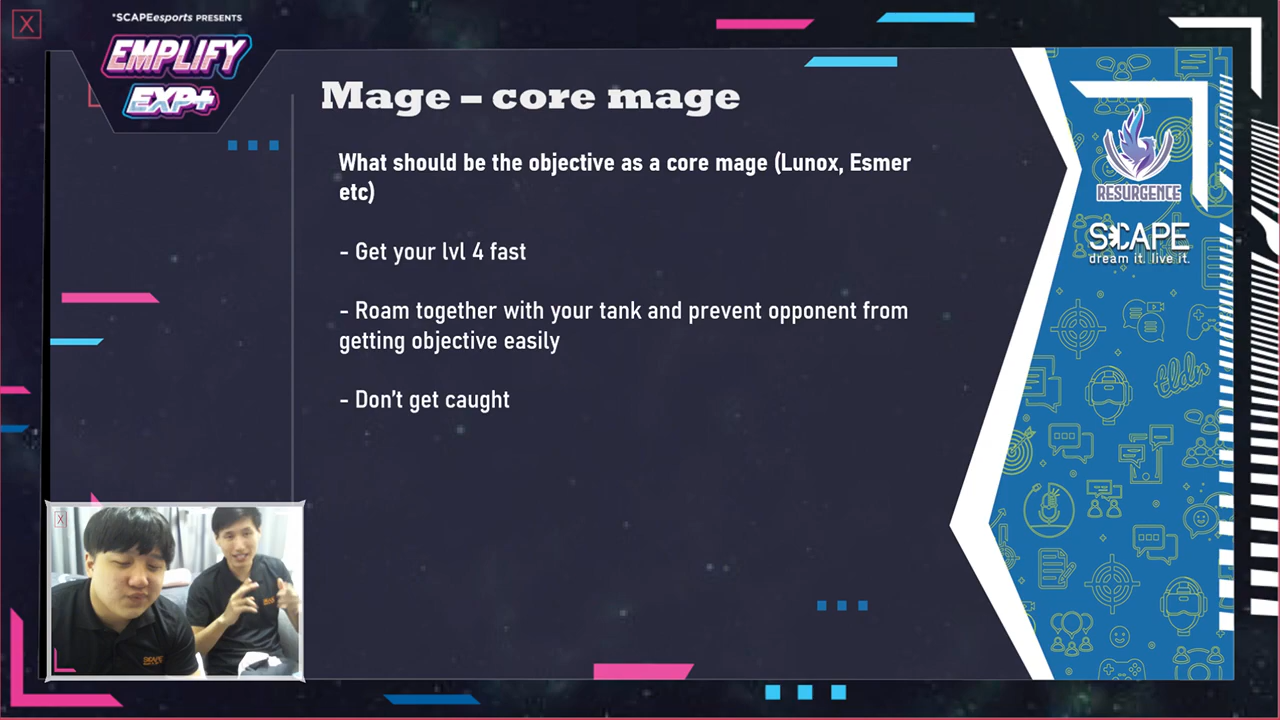 *SCAPEesports PRESENTS
EMPLIFY
EXP+
Mage – core mage
What should be the objective as a core mage (Lunox, Esmer
etc)
- Get your lvl 4 fast
- Roam together with your tank and prevent opponent from
getting objective easily
- Don't get caught
RESURGENCE
S*CAPE
dream it. live it.
tldr